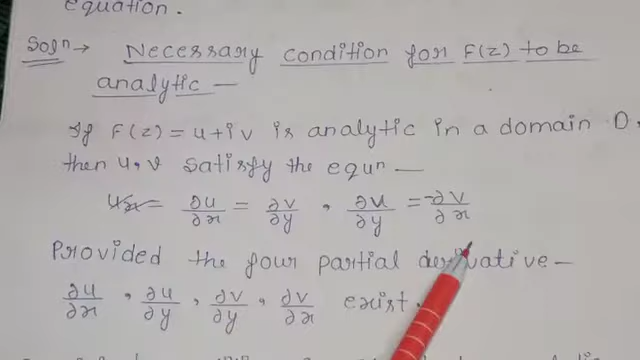 equation.
Solⁿ → Necessary condition for F(z) to be
analytic —
If F(z) = u+iv is analytic in a domain D,
then u, v satisfy the equⁿ —
∂u/∂x = ∂v/∂y , ∂u/∂y = -∂v/∂x
Provided the four partial derivative —
∂u/∂x , ∂u/∂y , ∂v/∂y , ∂v/∂x exist.